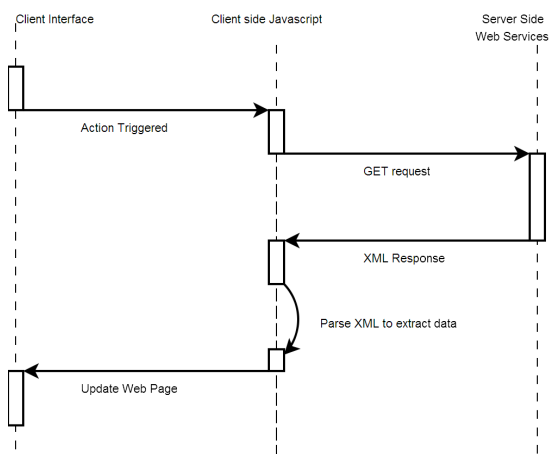 Client Interface
Client side Javascript
Server Side
Web Services
Action Triggered
GET request
XML Response
Parse XML to extract data
Update Web Page